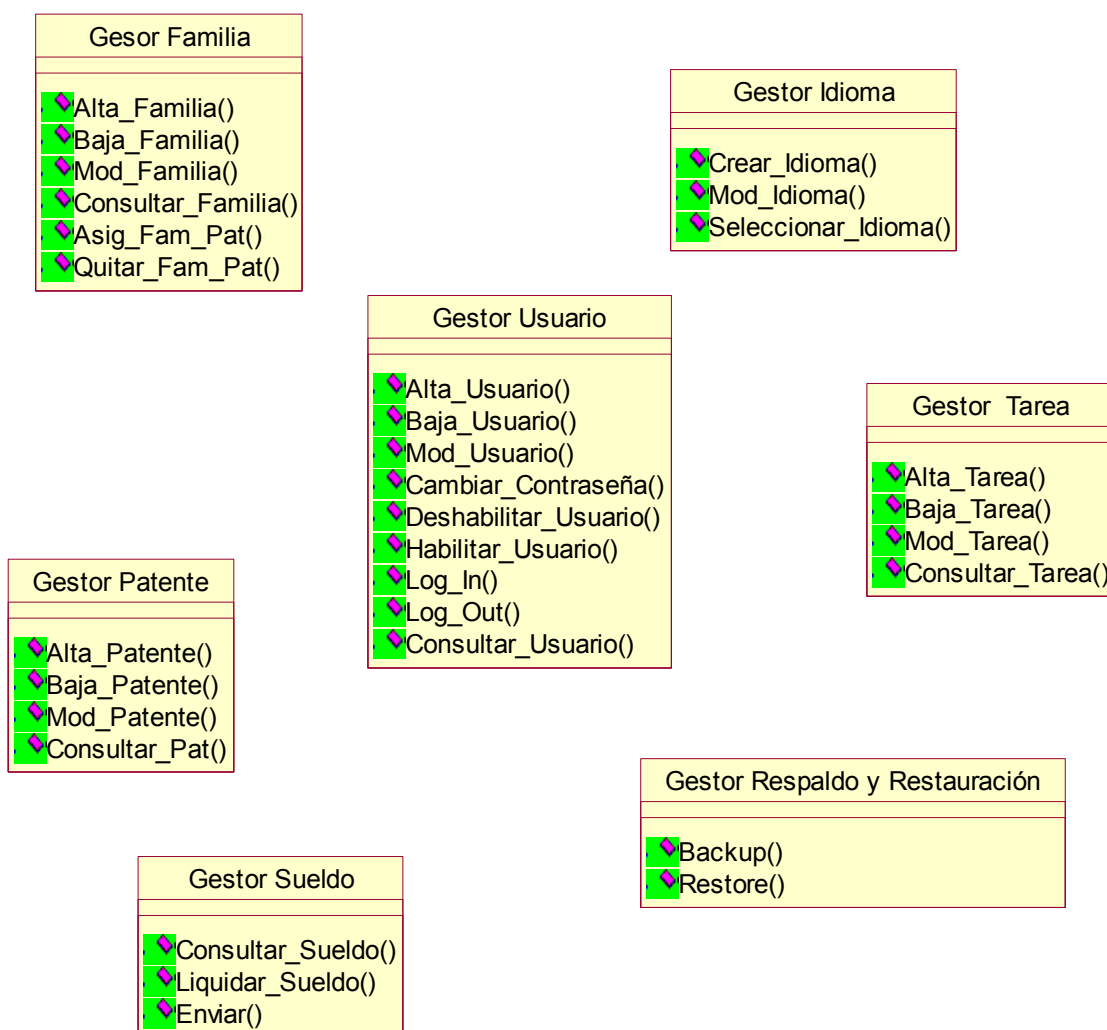 Gesor Familia
Alta_Familia()
Baja_Familia()
Mod_Familia()
Consultar_Familia()
Asig_Fam_Pat()
Quitar_Fam_Pat()
Gestor Idioma
Crear_Idioma()
Mod_Idioma()
Seleccionar_Idioma()
Gestor Usuario
Alta_Usuario()
Baja_Usuario()
Mod_Usuario()
Cambiar_Contraseña()
Deshabilitar_Usuario()
Habilitar_Usuario()
Log_In()
Log_Out()
Consultar_Usuario()
Gestor Tarea
Alta_Tarea()
Baja_Tarea()
Mod_Tarea()
Consultar_Tarea()
Gestor Patente
Alta_Patente()
Baja_Patente()
Mod_Patente()
Consultar_Pat()
Gestor Respaldo y Restauración
Backup()
Restore()
Gestor Sueldo
Consultar_Sueldo()
Liquidar_Sueldo()
Enviar()